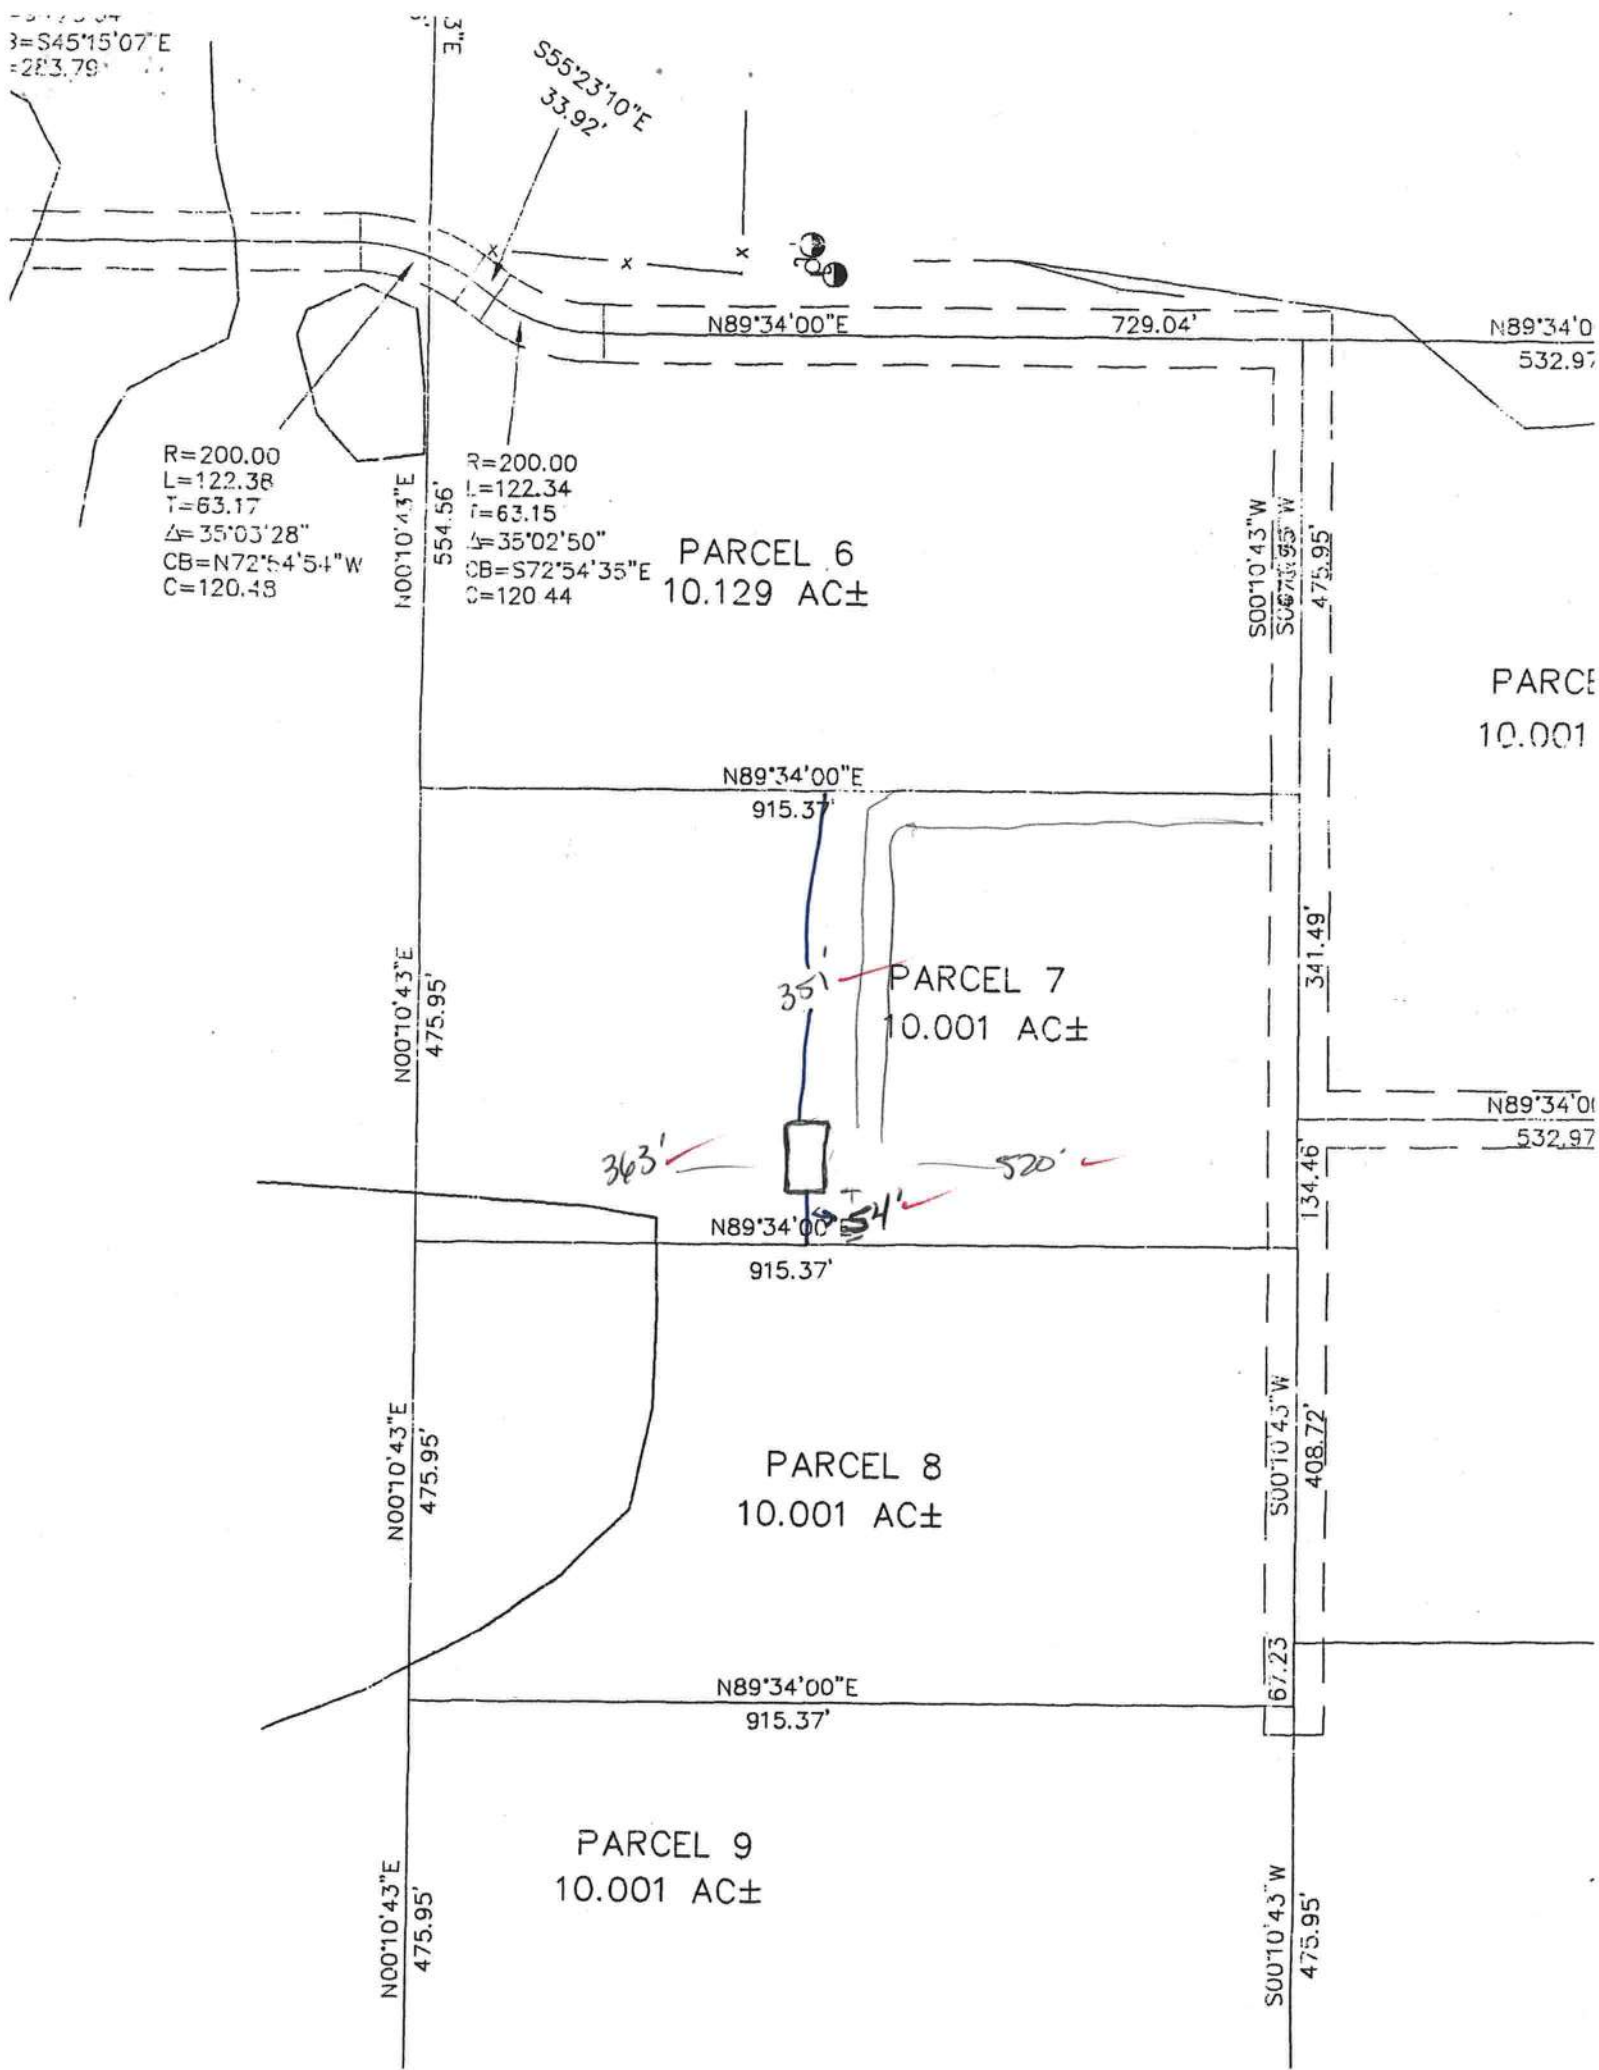 3=S45°15'07"E
=283.79'
3"E
S55°23'10"E
33.92'
N89°34'00"E
729.04'
N89°34'0
532.97
R=200.00
L=122.38
T=63.17
Δ=35°03'28"
CB=N72°54'54"W
C=120.48
N00°10'43"E
554.56'
R=200.00
L=122.34
T=63.15
Δ=35°02'50"
CB=S72°54'35"E
C=120.44
PARCEL 6
10.129 AC±
S00°10'43"W
475.95'
PARCE
10.001
N89°34'00"E
915.37'
N00°10'43"E
475.95'
351'
PARCEL 7
10.001 AC±
341.49'
N89°34'00
532.97
363'
520'
134.46'
54'
N89°34'00"E
915.37'
N00°10'43"E
475.95'
PARCEL 8
10.001 AC±
S00°10'43"W
408.72'
67.23
N89°34'00"E
915.37'
PARCEL 9
10.001 AC±
N00°10'43"E
475.95'
S00°10'43"W
475.95'